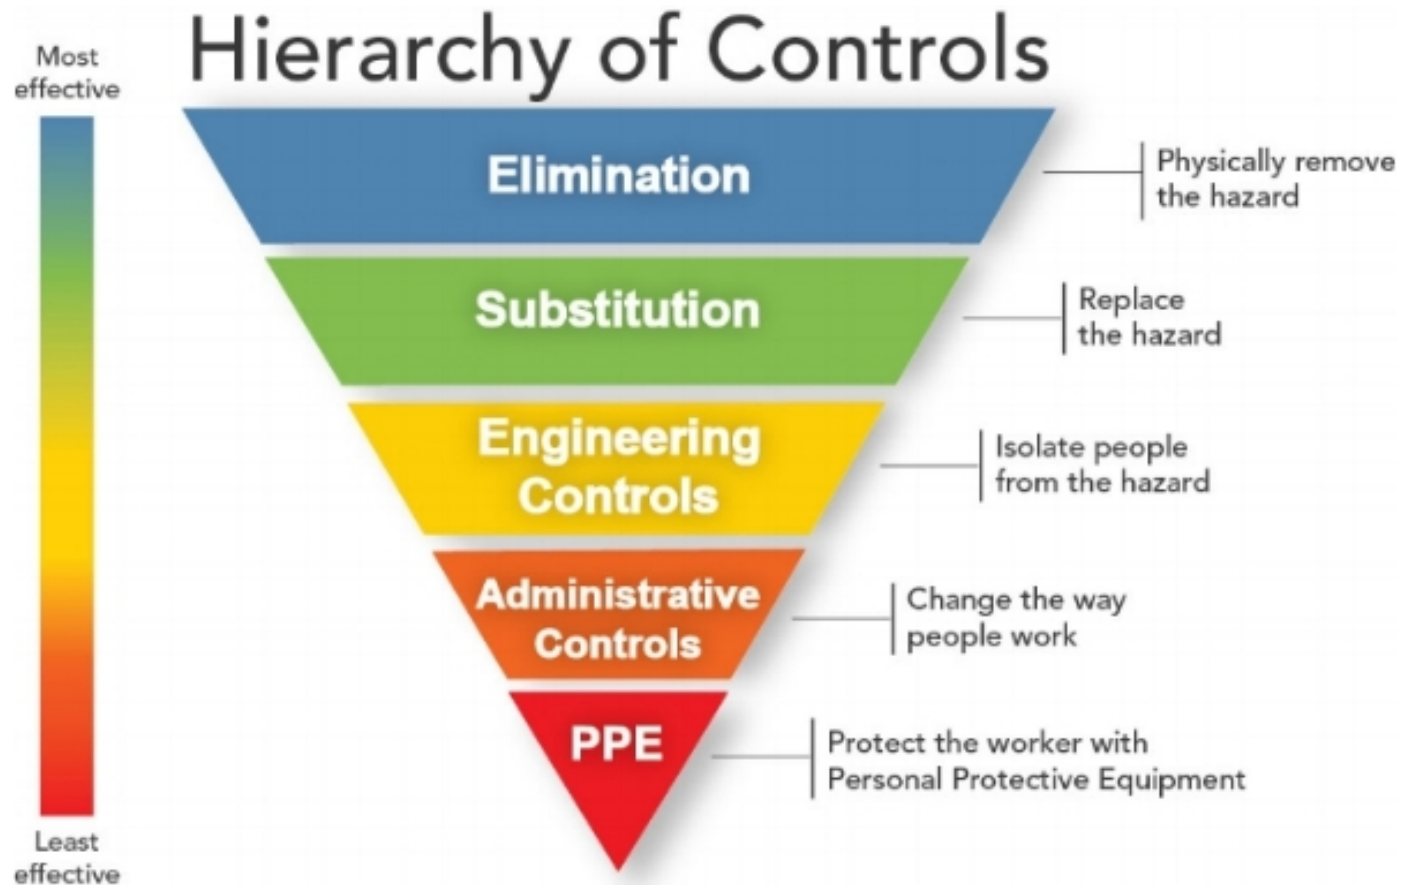 Hierarchy of Controls
Most
effective
Elimination
Physically remove
the hazard
Substitution
Replace
the hazard
Engineering
Controls
Isolate people
from the hazard
Administrative
Controls
Change the way
people work
PPE
Protect the worker with
Personal Protective Equipment
Least
effective